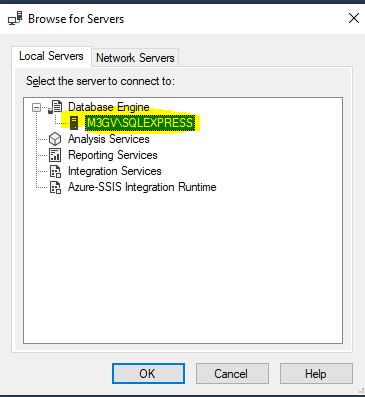 Browse for Servers
Local Servers Network Servers
Select the server to connect to:
Database Engine
M3GV\SQLEXPRESS
Analysis Services
Reporting Services
Integration Services
Azure-SSIS Integration Runtime
OK Cancel Help